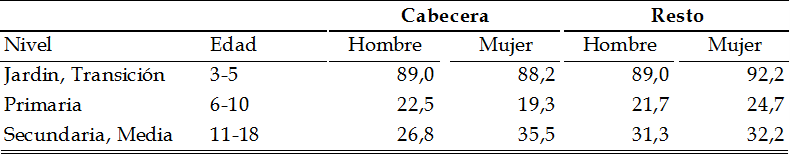 Cabecera Resto
Nivel Edad Hombre Mujer Hombre Mujer
Jardin, Transición 3-5 89,0 88,2 89,0 92,2
Primaria 6-10 22,5 19,3 21,7 24,7
Secundaria, Media 11-18 26,8 35,5 31,3 32,2